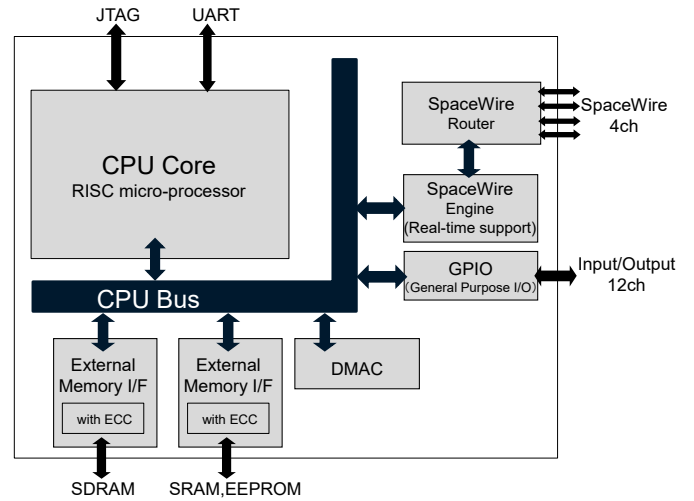 JTAG
UART
CPU Core
RISC micro-processor
SpaceWire
Router
SpaceWire
4ch
SpaceWire
Engine
(Real-time support)
GPIO
(General Purpose I/O)
Input/Output
12ch
CPU Bus
External
Memory I/F
with ECC
External
Memory I/F
with ECC
DMAC
SDRAM
SRAM,EEPROM